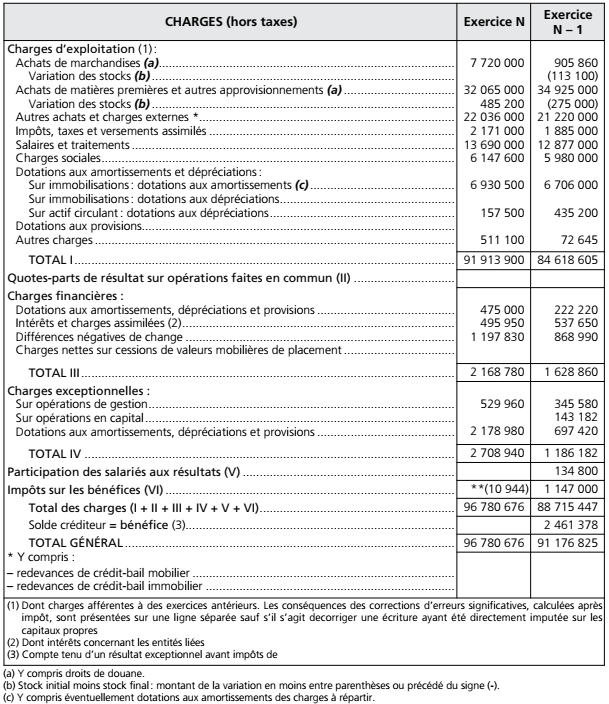 CHARGES (hors taxes) Exercice N Exercice N – 1
Charges d'exploitation (1) :
Achats de marchandises (a) 7 720 000 905 860
Variation des stocks (b) (113 100)
Achats de matières premières et autres approvisionnements (a) 32 065 000 34 925 000
Variation des stocks (b) 485 200 (275 000)
Autres achats et charges externes * 22 036 000 21 220 000
Impôts, taxes et versements assimilés 2 171 000 1 885 000
Salaires et traitements 13 690 000 12 877 000
Charges sociales 6 147 600 5 980 000
Dotations aux amortissements et dépréciations :
Sur immobilisations : dotations aux amortissements (c) 6 930 500 6 706 000
Sur immobilisations : dotations aux dépréciations
Sur actif circulant : dotations aux dépréciations 157 500 435 200
Dotations aux provisions
Autres charges 511 100 72 645
TOTAL I 91 913 900 84 618 605
Quotes-parts de résultat sur opérations faites en commun (II)
Charges financières :
Dotations aux amortissements, dépréciations et provisions 475 000 222 220
Intérêts et charges assimilées (2) 495 950 537 650
Différences négatives de change 1 197 830 868 990
Charges nettes sur cessions de valeurs mobilières de placement
TOTAL III 2 168 780 1 628 860
Charges exceptionnelles :
Sur opérations de gestion 529 960 345 580
Sur opérations en capital 143 182
Dotations aux amortissements, dépréciations et provisions 2 178 980 697 420
TOTAL IV 2 708 940 1 186 182
Participation des salariés aux résultats (V) 134 800
Impôts sur les bénéfices (VI) **(10 944) 1 147 000
Total des charges (I + II + III + IV + V + VI) 96 780 676 88 715 447
Solde créditeur = bénéfice (3) 2 461 378
TOTAL GÉNÉRAL 96 780 676 91 176 825
* Y compris :
– redevances de crédit-bail mobilier
– redevances de crédit-bail immobilier
(1) Dont charges afférentes à des exercices antérieurs. Les conséquences des corrections d'erreurs significatives, calculées après
impôt, sont présentées sur une ligne séparée sauf s'il s'agit decorriger une écriture ayant été directement imputée sur les
capitaux propres
(2) Dont intérêts concernant les entités liées
(3) Compte tenu d'un résultat exceptionnel avant impôts de
(a) Y compris droits de douane.
(b) Stock initial moins stock final : montant de la variation en moins entre parenthèses ou précédé du signe (-).
(c) Y compris éventuellement dotations aux amortissements des charges à répartir.